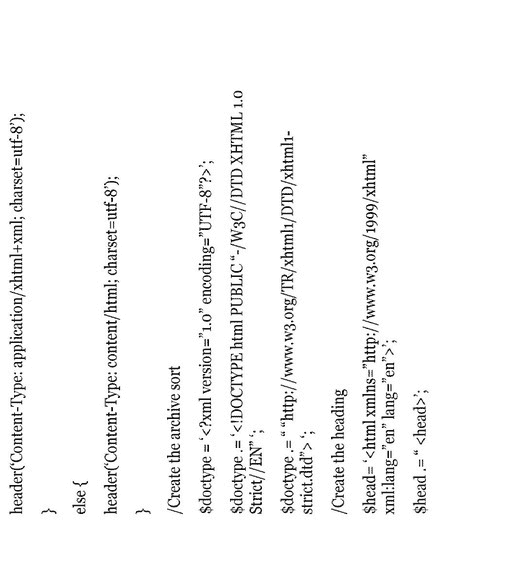 header('Content-Type: application/xhtml+xml; charset=utf-8');
}
else {
header('Content-Type: content/html; charset=utf-8');
}
/Create the archive sort
$doctype = ‘<?xml version=”1.0” encoding=”UTF-8”?>’;
$doctype .= ‘<!DOCTYPE html PUBLIC “-/W3C//DTD XHTML 1.0
Strict//EN” ‘;
$doctype .= “ “http://www.w3.org/TR/xhtml1/DTD/xhtml1-
strict.dtd”> ‘;
/Create the heading
$head= ‘<html xmlns=”http://www.w3.org/1999/xhtml”
xml:lang=”en” lang=”en”>’;
$head .= “ <head>’;